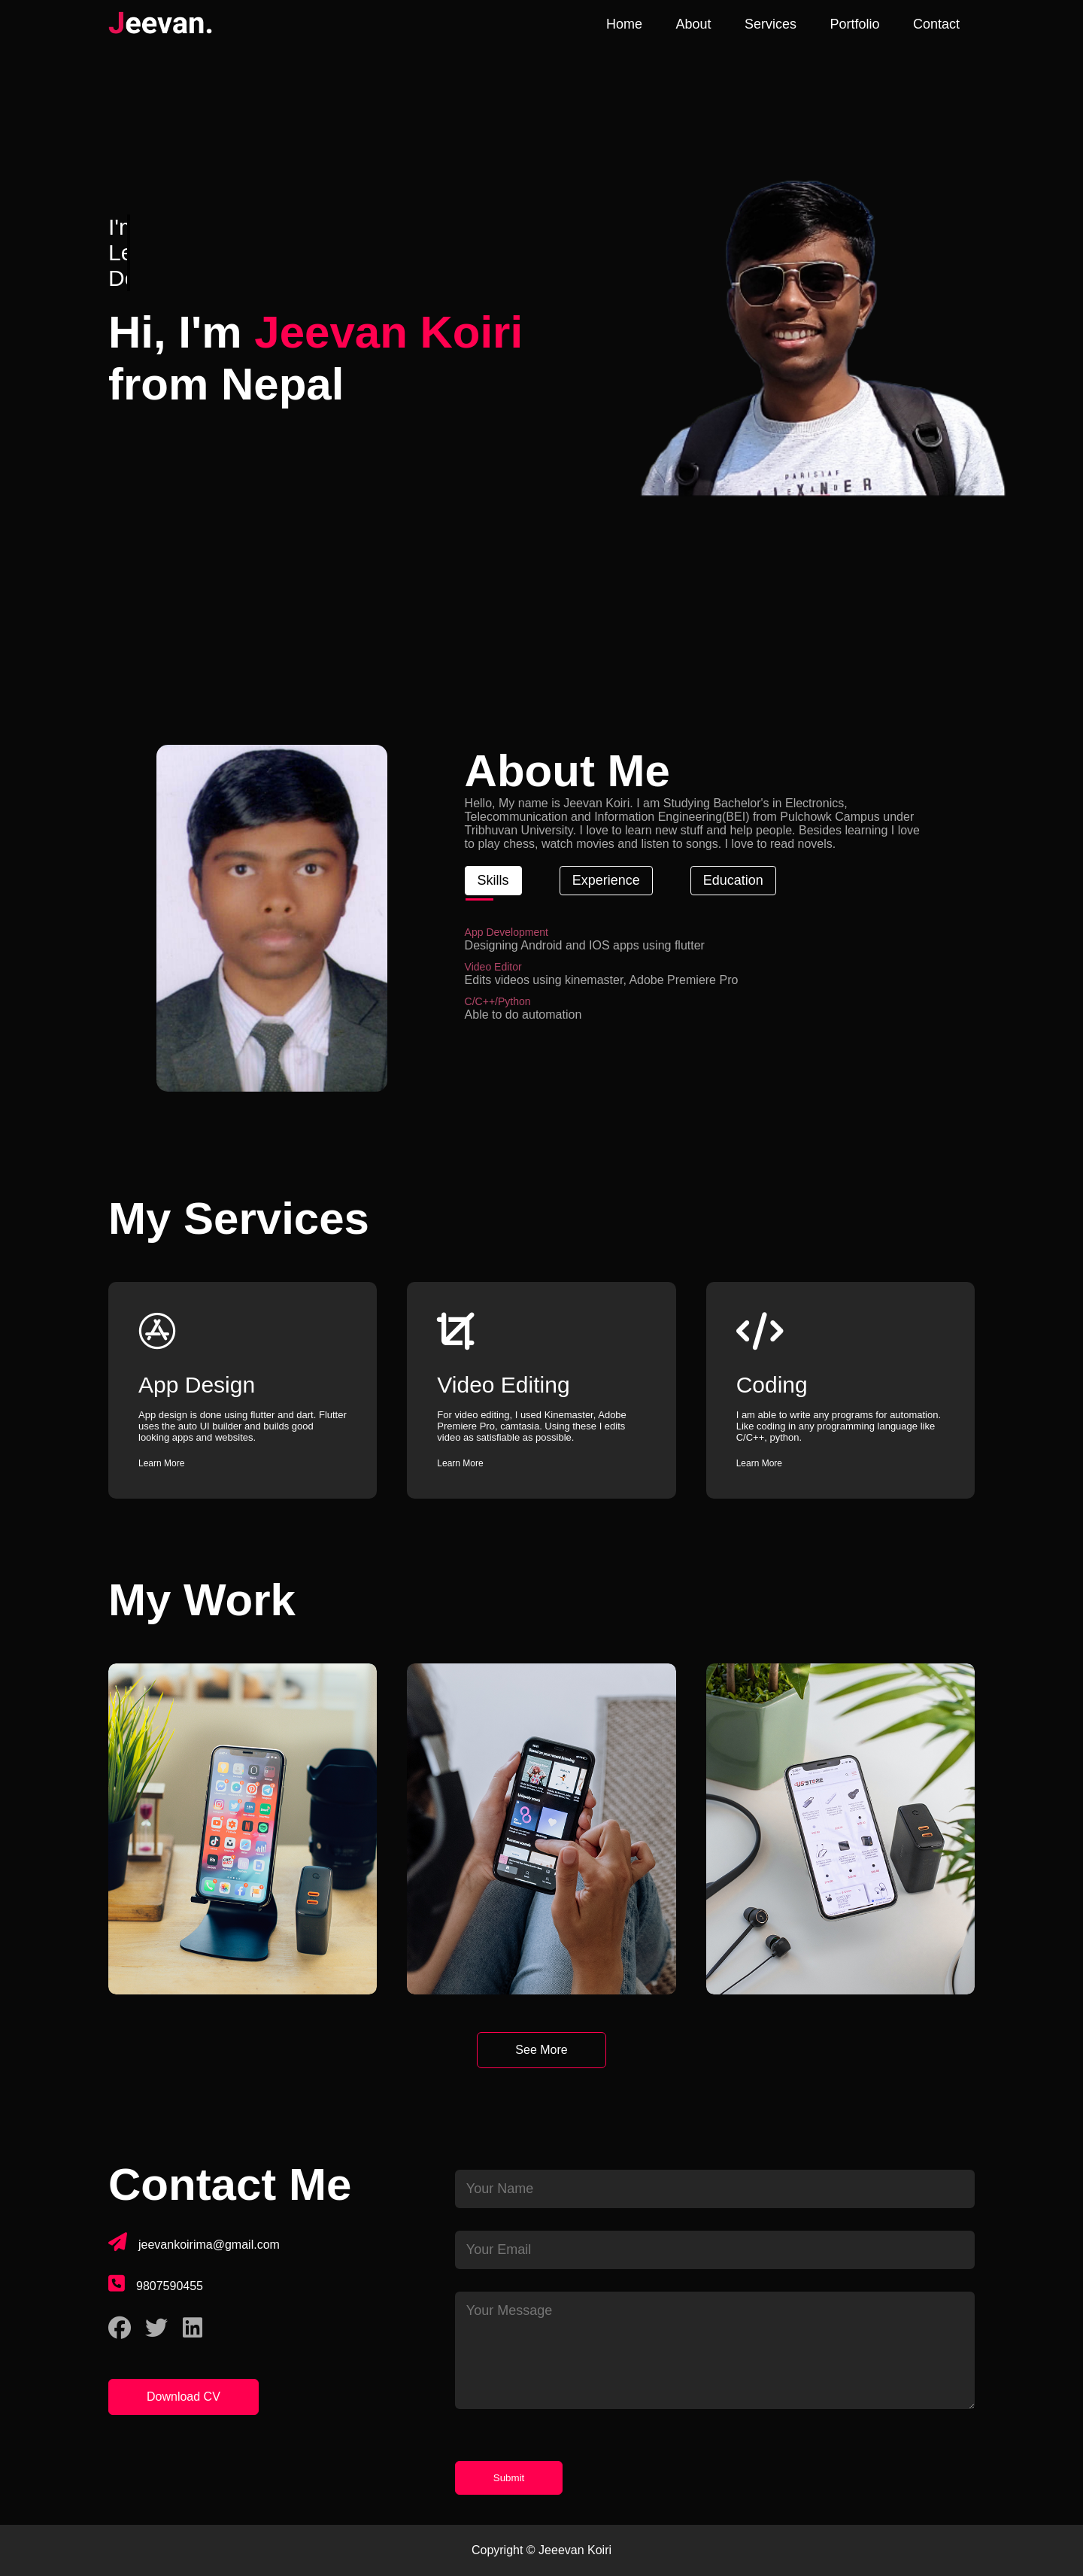 Jeevan.
Home About Services Portfolio Contact
I'm
Le
De
Hi, I'm Jeevan Koiri
from Nepal
About Me
Hello, My name is Jeevan Koiri. I am Studying Bachelor's in Electronics,
Telecommunication and Information Engineering(BEI) from Pulchowk Campus under
Tribhuvan University. I love to learn new stuff and help people. Besides learning I love
to play chess, watch movies and listen to songs. I love to read novels.
Skills Experience Education
App Development
Designing Android and IOS apps using flutter
Video Editor
Edits videos using kinemaster, Adobe Premiere Pro
C/C++/Python
Able to do automation
My Services
App Design
App design is done using flutter and dart. Flutter
uses the auto UI builder and builds good
looking apps and websites.
Learn More
Video Editing
For video editing, I used Kinemaster, Adobe
Premiere Pro, camtasia. Using these I edits
video as satisfiable as possible.
Learn More
Coding
I am able to write any programs for automation.
Like coding in any programming language like
C/C++, python.
Learn More
My Work
See More
Contact Me
jeevankoirima@gmail.com
9807590455
Download CV
Your Name
Your Email
Your Message
Submit
Copyright © Jeeevan Koiri